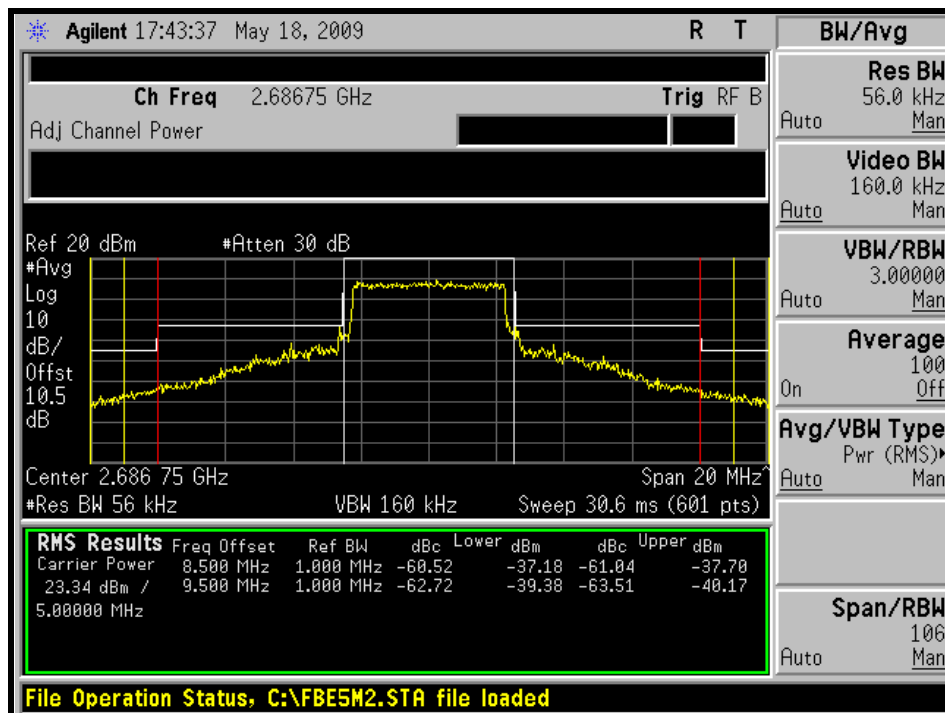 Agilent 17:43:37 May 18, 2009 R T
BW/Avg
Ch Freq 2.68675 GHz Trig RF B
Adj Channel Power
Res BW
56.0 kHz
Auto Man
Video BW
160.0 kHz
Auto Man
VBW/RBW
3.00000
Auto Man
Average
100
On Off
Avg/VBW Type
Pwr (RMS)
Auto Man
Span/RBW
106
Auto Man
Ref 20 dBm #Atten 30 dB
#Avg
Log
10
dB/
Offst
10.5
dB
Center 2.686 75 GHz Span 20 MHz^
#Res BW 56 kHz VBW 160 kHz Sweep 30.6 ms (601 pts)
RMS Results Freq Offset Ref BW dBc Lower dBm dBc Upper dBm
Carrier Power 8.500 MHz 1.000 MHz -60.52 -37.18 -61.04 -37.70
23.34 dBm / 9.500 MHz 1.000 MHz -62.72 -39.38 -63.51 -40.17
5.00000 MHz
File Operation Status, C:\FBE5M2.STA file loaded